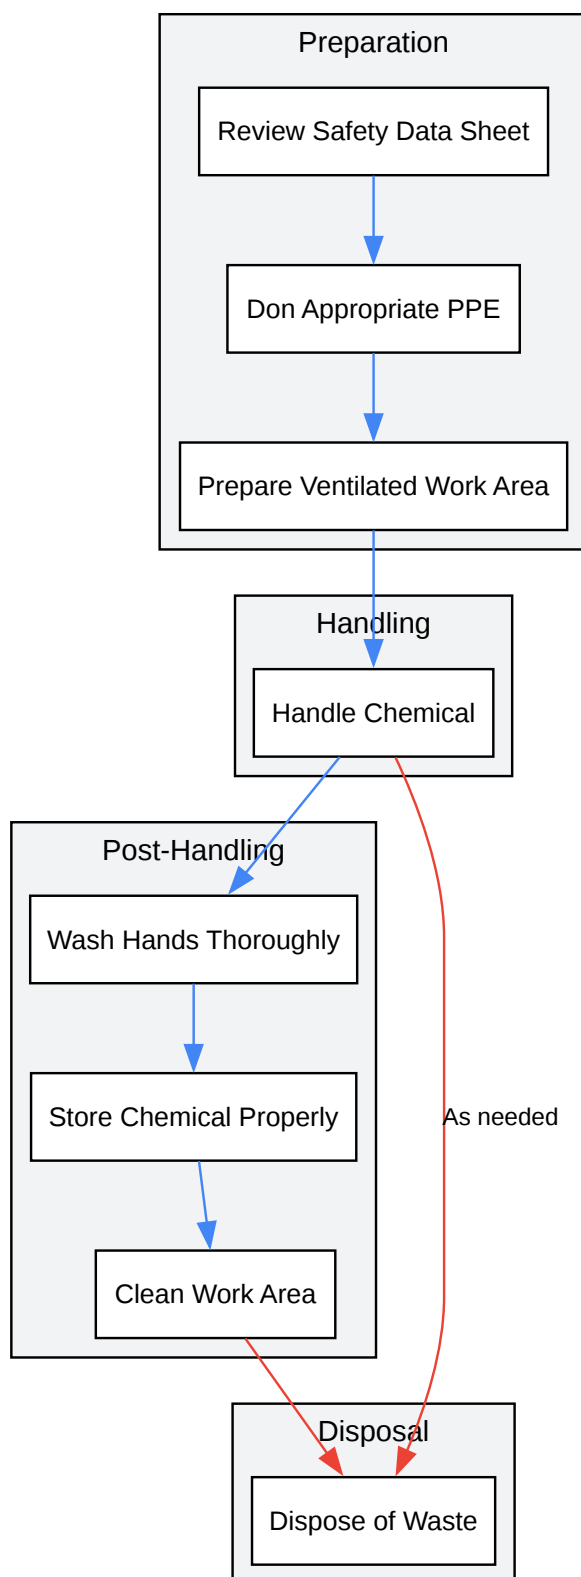 Preparation
Review Safety Data Sheet
Don Appropriate PPE
Prepare Ventilated Work Area
Handling
Handle Chemical
Post-Handling
Wash Hands Thoroughly
Store Chemical Properly
As needed
Clean Work Area
Disposal
Dispose of Waste